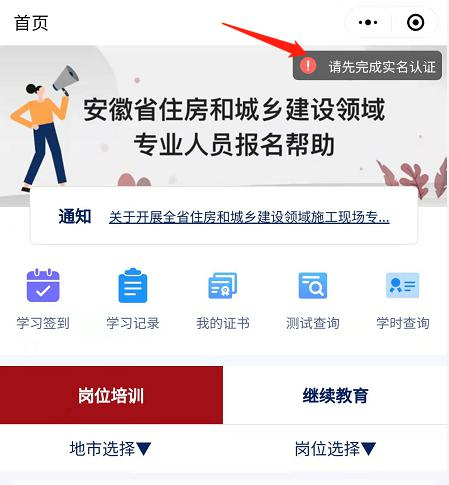 首页
请先完成实名认证
安徽省住房和城乡建设领域
专业人员报名帮助
通知 关于开展全省住房和城乡建设领域施工现场专...
学习签到 学习记录 我的证书 测试查询 学时查询
岗位培训 继续教育
地市选择▼ 岗位选择▼